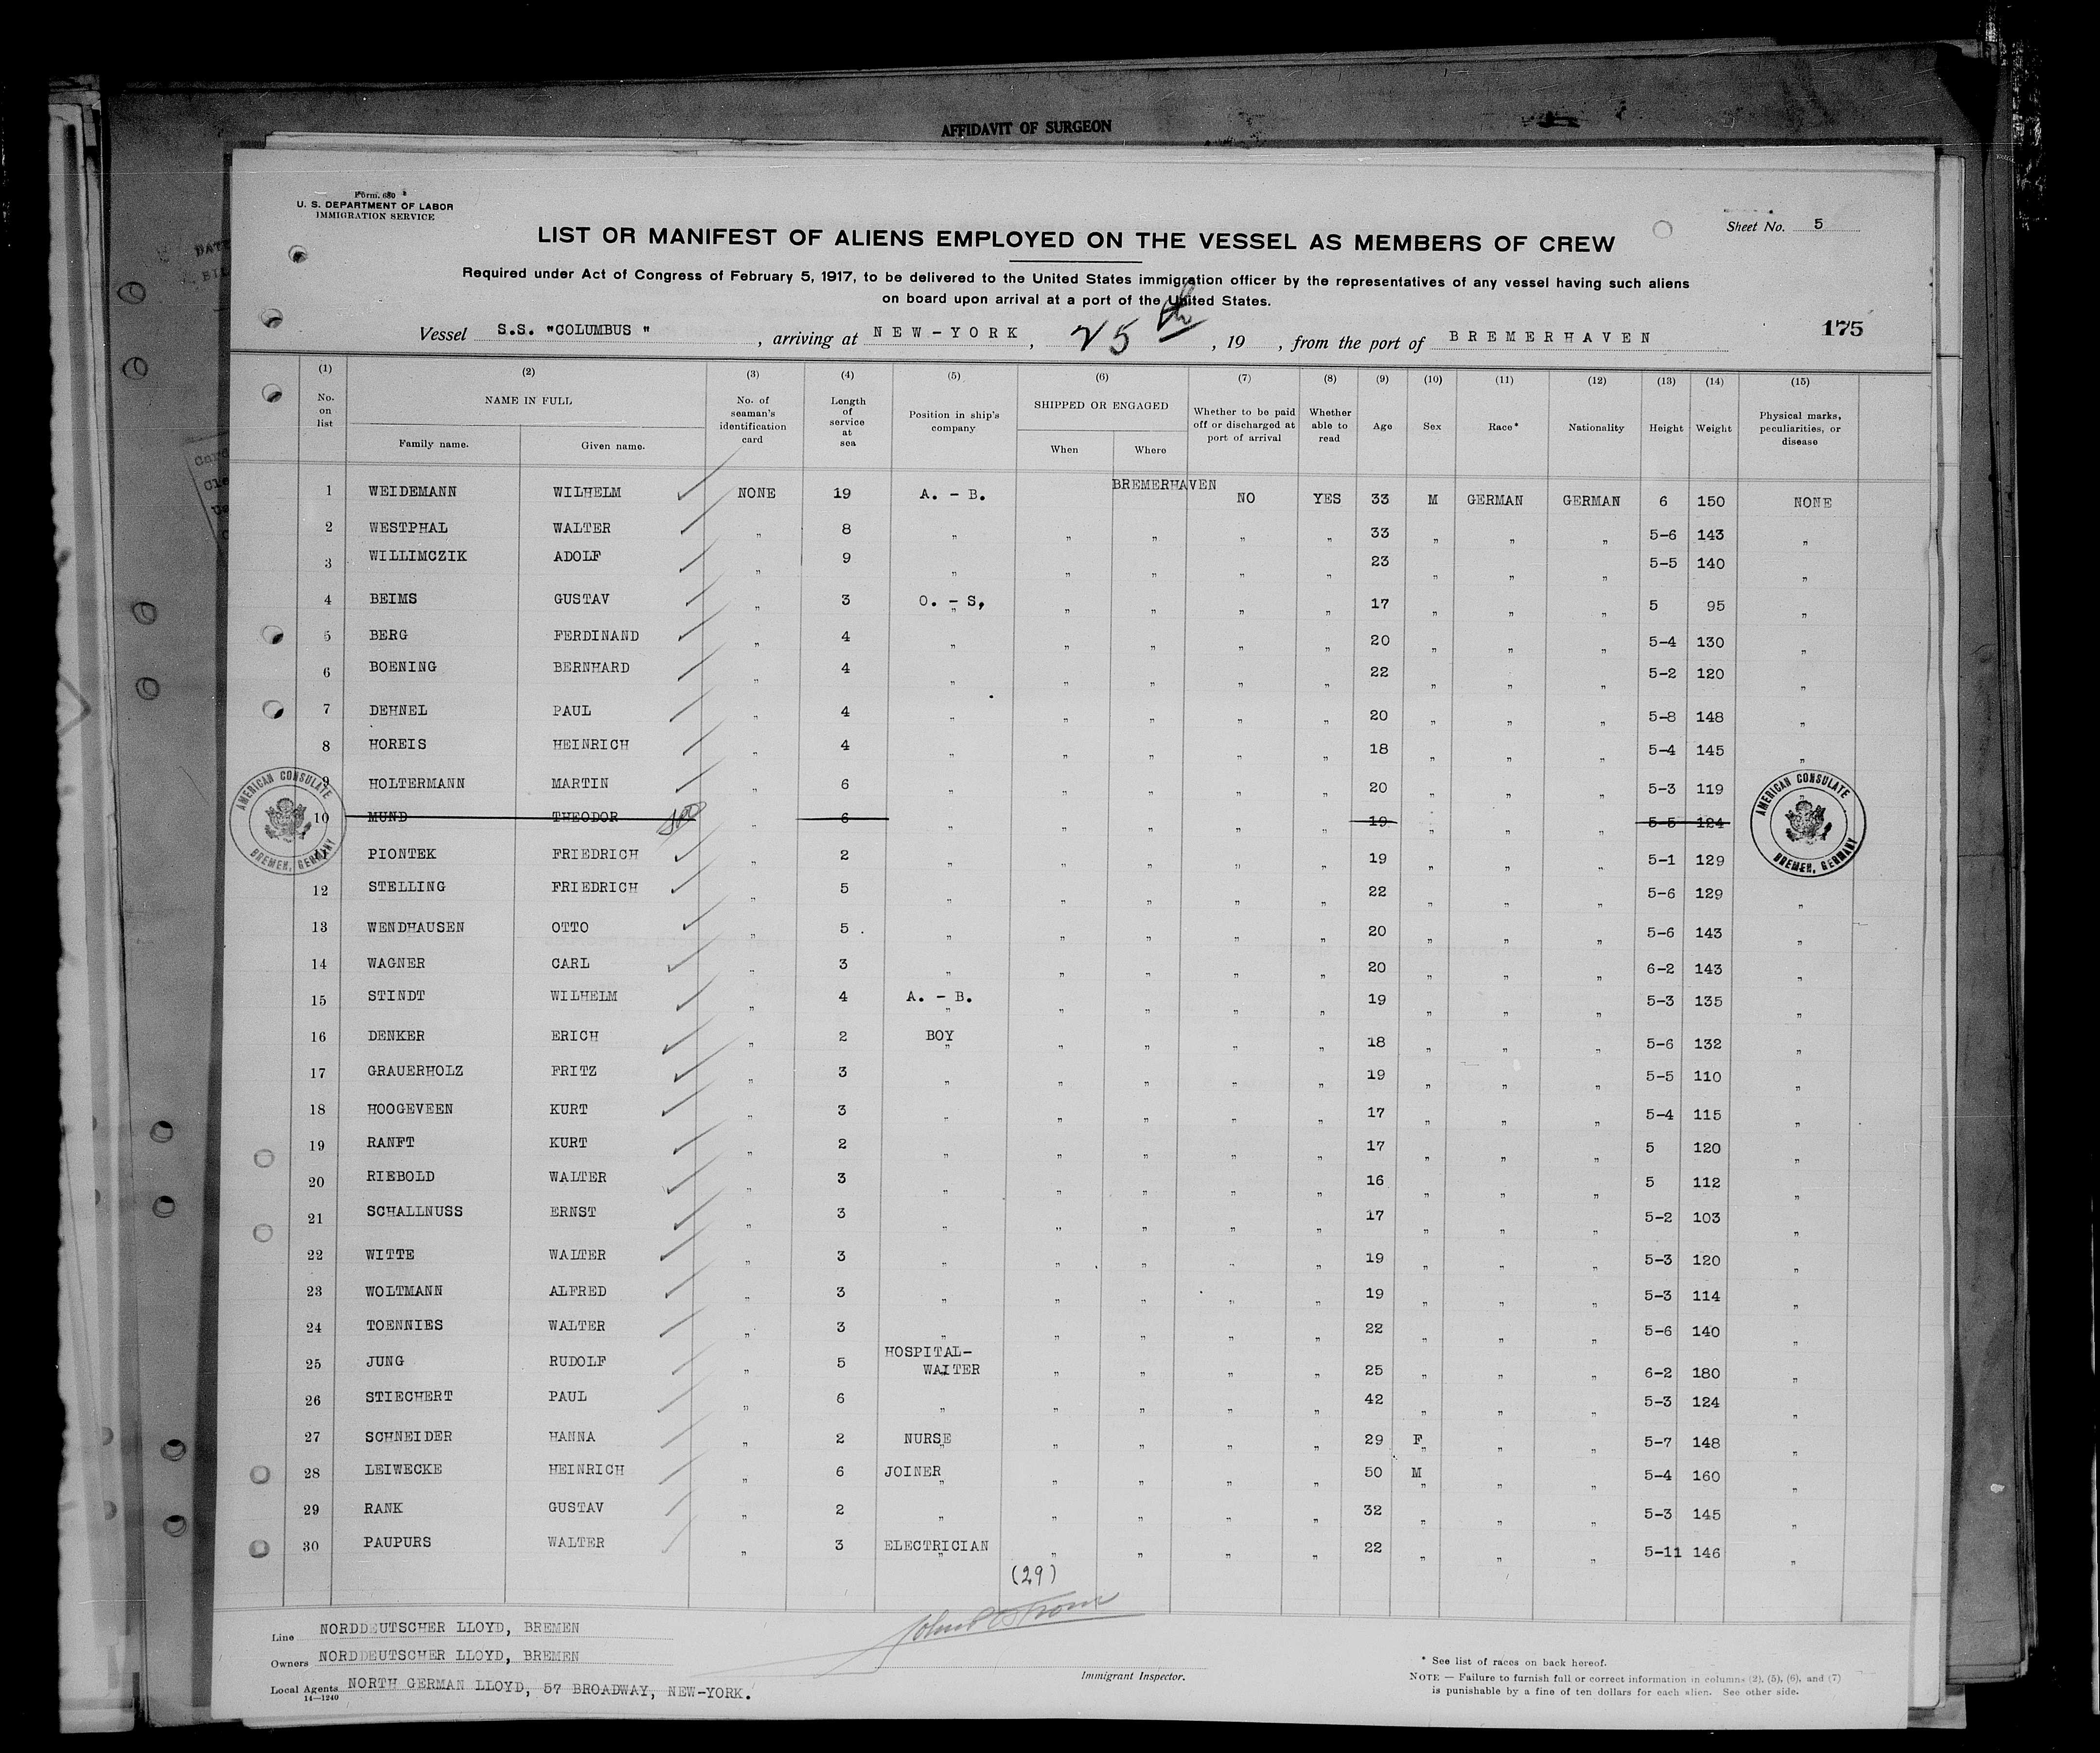 AFFIDAVIT OF SURGEON
Form. 680
U. S. DEPARTMENT OF LABOR
IMMIGRATION SERVICE
Sheet No. 5
LIST OR MANIFEST OF ALIENS EMPLOYED ON THE VESSEL AS MEMBERS OF CREW
Required under Act of Congress of February 5, 1917, to be delivered to the United States immigration officer by the representatives of any vessel having such aliens
on board upon arrival at a port of the United States.
Vessel S.S. "COLUMBUS ", arriving at NEW-YORK, 25th, 19 , from the port of BREMERHAVEN
175
(1) (2) (3) (4) (5) (6) (7) (8) (9) (10) (11) (12) (13) (14) (15)
No. on list NAME IN FULL Family name. Given name. No. of seaman's identification card Length of service at sea Position in ship's company SHIPPED OR ENGAGED When Where Whether to be paid off or discharged at port of arrival Whether able to read Age Sex Race* Nationality Height Weight Physical marks, peculiarities, or disease
1 WEIDEMANN WILHELM NONE 19 A. - B. BREMERHAVEN NO YES 33 M GERMAN GERMAN 6 150 NONE
2 WESTPHAL WALTER " 8 " " " " " 33 " " " 5-6 143 "
3 WILLIMCZIK ADOLF " 9 " " " " " 23 " " " 5-5 140 "
4 BEIMS GUSTAV " 3 O. - S, " " " " " 17 " " " 5 95 "
5 BERG FERDINAND " 4 " " " " " 20 " " " 5-4 130 "
6 BOENING BERNHARD " 4 " " " " " 22 " " " 5-2 120 "
7 DEHNEL PAUL " 4 " " " " " 20 " " " 5-8 148 "
8 HOREIS HEINRICH " 4 " " " " " 18 " " " 5-4 145 "
9 HOLTERMANN MARTIN " 6 " " " " " 20 " " " 5-3 119
10 MUND THEODOR " 6 " " " " " 19 " " " 5-5 124
11 PIONTEK FRIEDRICH " 2 " " " " " 19 " " " 5-1 129
12 STELLING FRIEDRICH " 5 " " " " " 22 " " " 5-6 129 "
13 WENDHAUSEN OTTO " 5 " " " " " 20 " " " 5-6 143 "
14 WAGNER CARL " 3 " " " " " 20 " " " 6-2 143 "
15 STINDT WILHELM " 4 A. - B. " " " " " 19 " " " 5-3 135 "
16 DENKER ERICH " 2 BOY " " " " " 18 " " " 5-6 132 "
17 GRAUERHOLZ FRITZ " 3 " " " " " 19 " " " 5-5 110 "
18 HOOGEVEEN KURT " 3 " " " " " 17 " " " 5-4 115 "
19 RANFT KURT " 2 " " " " " 17 " " " 5 120 "
20 RIEBOLD WALTER " 3 " " " " " 16 " " " 5 112 "
21 SCHALLNUSS ERNST " 3 " " " " " 17 " " " 5-2 103 "
22 WITTE WALTER " 3 " " " " " 19 " " " 5-3 120 "
23 WOLTMANN ALFRED " 3 " " " " " 19 " " " 5-3 114 "
24 TOENNIES WALTER " 3 " " " " " 22 " " " 5-6 140 "
25 JUNG RUDOLF " 5 HOSPITAL-WAITER " " " " " 25 " " " 6-2 180 "
26 STIECHERT PAUL " 6 " " " " " 42 " " " 5-3 124 "
27 SCHNEIDER HANNA " 2 NURSE " " " " " 29 F " " " 5-7 148 "
28 LEIWECKE HEINRICH " 6 JOINER " " " " " 50 M " " " 5-4 160 "
29 RANK GUSTAV " 2 " " " " " 32 " " " 5-3 145 "
30 PAUPURS WALTER " 3 ELECTRICIAN " " " " " 22 " " " 5-11 146 "
AMERICAN CONSULATE
BREMEN, GERMANY
AMERICAN CONSULATE
BREMEN, GERMANY
(29)
Line NORDDEUTSCHER LLOYD, BREMEN
Owners NORDDEUTSCHER LLOYD, BREMEN
Local Agents NORTH GERMAN LLOYD, 57 BROADWAY, NEW-YORK.
14—1240
Immigrant Inspector.
* See list of races on back hereof.
NOTE — Failure to furnish full or correct information in columns (2), (5), (6), and (7)
is punishable by a fine of ten dollars for each alien. See other side.